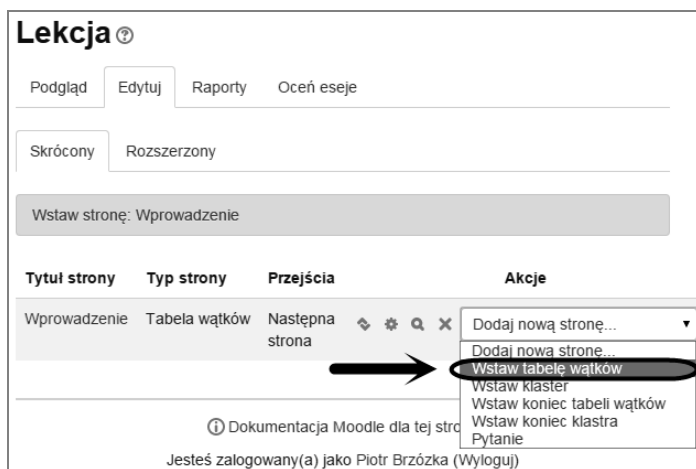 Lekcja
Podgląd Edytuj Raporty Oceń eseje
Skrócony Rozszerzony
Wstaw stronę: Wprowadzenie
Tytuł strony Typ strony Przejścia Akcje
Wprowadzenie Tabela wątków Następna strona Dodaj nową stronę...
Dodaj nową stronę...
Wstaw tabelę wątków
Wstaw klaster
Wstaw koniec tabeli wątków
Wstaw koniec klastra
Pytanie
Dokumentacja Moodle dla tej stro
Jesteś zalogowany(a) jako Piotr Brzózka (Wyloguj)